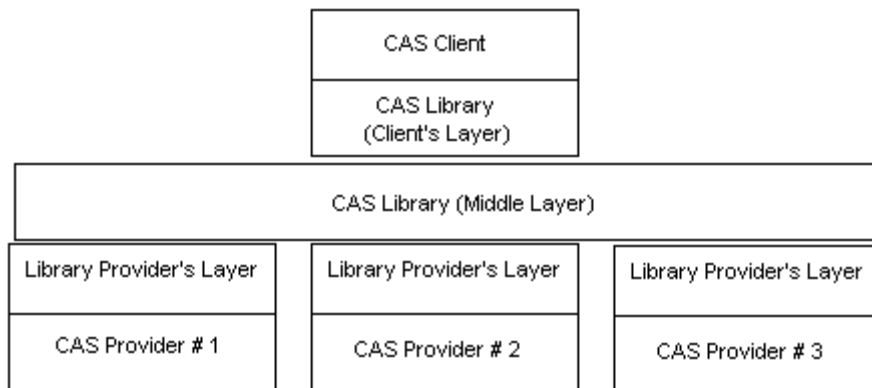 CAS Client
CAS Library
(Client's Layer)
CAS Library (Middle Layer)
Library Provider's Layer
Library Provider's Layer
Library Provider's Layer
CAS Provider # 1
CAS Provider # 2
CAS Provider # 3